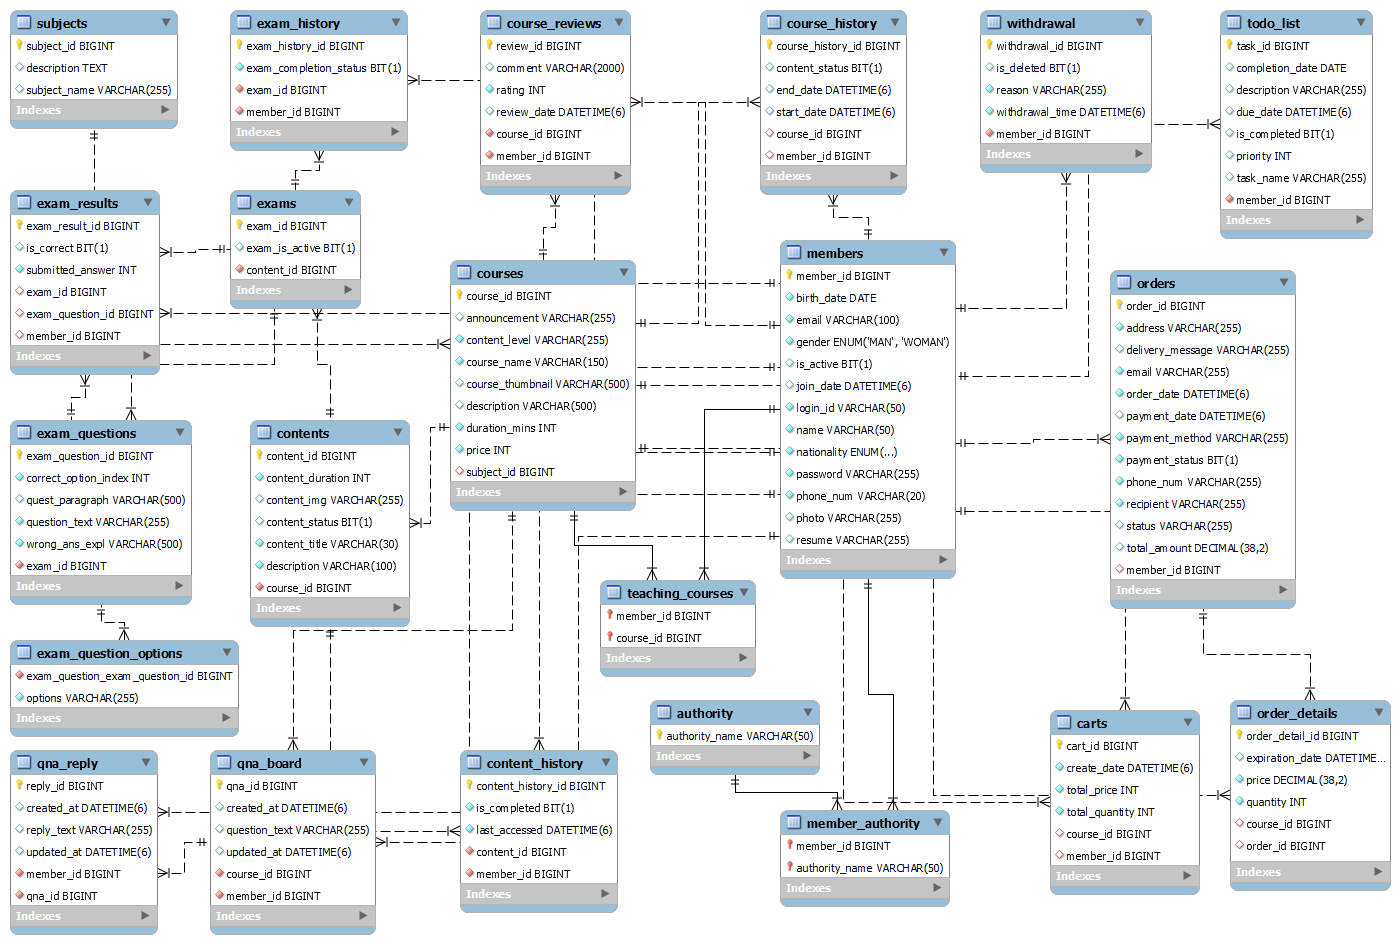 subjects
subject_id BIGINT
description TEXT
subject_name VARCHAR(255)
Indexes
exam_history
exam_history_id BIGINT
exam_completion_status BIT(1)
exam_id BIGINT
member_id BIGINT
Indexes
course_reviews
review_id BIGINT
comment VARCHAR(2000)
rating INT
review_date DATETIME(6)
course_id BIGINT
member_id BIGINT
Indexes
course_history
course_history_id BIGINT
content_status BIT(1)
end_date DATETIME(6)
start_date DATETIME(6)
course_id BIGINT
member_id BIGINT
Indexes
withdrawal
withdrawal_id BIGINT
is_deleted BIT(1)
reason VARCHAR(255)
withdrawal_time DATETIME(6)
member_id BIGINT
Indexes
todo_list
task_id BIGINT
completion_date DATE
description VARCHAR(255)
due_date DATETIME(6)
is_completed BIT(1)
priority INT
task_name VARCHAR(255)
member_id BIGINT
Indexes
exam_results
exam_result_id BIGINT
is_correct BIT(1)
submitted_answer INT
exam_id BIGINT
exam_question_id BIGINT
member_id BIGINT
Indexes
exams
exam_id BIGINT
exam_is_active BIT(1)
content_id BIGINT
Indexes
courses
course_id BIGINT
announcement VARCHAR(255)
content_level VARCHAR(255)
course_name VARCHAR(150)
course_thumbnail VARCHAR(500)
description VARCHAR(500)
duration_mins INT
price INT
subject_id BIGINT
Indexes
members
member_id BIGINT
birth_date DATE
email VARCHAR(100)
gender ENUM('MAN', 'WOMAN')
is_active BIT(1)
join_date DATETIME(6)
login_id VARCHAR(50)
name VARCHAR(50)
nationality ENUM(...)
password VARCHAR(255)
phone_num VARCHAR(20)
photo VARCHAR(255)
resume VARCHAR(255)
Indexes
orders
order_id BIGINT
address VARCHAR(255)
delivery_message VARCHAR(255)
email VARCHAR(255)
order_date DATETIME(6)
payment_date DATETIME(6)
payment_method VARCHAR(255)
payment_status BIT(1)
phone_num VARCHAR(255)
recipient VARCHAR(255)
status VARCHAR(255)
total_amount DECIMAL(38,2)
member_id BIGINT
Indexes
exam_questions
exam_question_id BIGINT
correct_option_index INT
quest_paragraph VARCHAR(500)
question_text VARCHAR(255)
wrong_ans_expl VARCHAR(500)
exam_id BIGINT
Indexes
contents
content_id BIGINT
content_duration INT
content_img VARCHAR(255)
content_status BIT(1)
content_title VARCHAR(30)
description VARCHAR(100)
course_id BIGINT
Indexes
teaching_courses
member_id BIGINT
course_id BIGINT
Indexes
exam_question_options
exam_question_exam_question_id BIGINT
options VARCHAR(255)
Indexes
authority
authority_name VARCHAR(50)
Indexes
qna_reply
reply_id BIGINT
created_at DATETIME(6)
reply_text VARCHAR(255)
updated_at DATETIME(6)
member_id BIGINT
qna_id BIGINT
Indexes
qna_board
qna_id BIGINT
created_at DATETIME(6)
question_text VARCHAR(255)
updated_at DATETIME(6)
course_id BIGINT
member_id BIGINT
Indexes
content_history
content_history_id BIGINT
is_completed BIT(1)
last_accessed DATETIME(6)
content_id BIGINT
member_id BIGINT
Indexes
member_authority
member_id BIGINT
authority_name VARCHAR(50)
Indexes
carts
cart_id BIGINT
create_date DATETIME(6)
total_price INT
total_quantity INT
course_id BIGINT
member_id BIGINT
Indexes
order_details
order_detail_id BIGINT
expiration_date DATETIME...
price DECIMAL(38,2)
quantity INT
course_id BIGINT
order_id BIGINT
Indexes